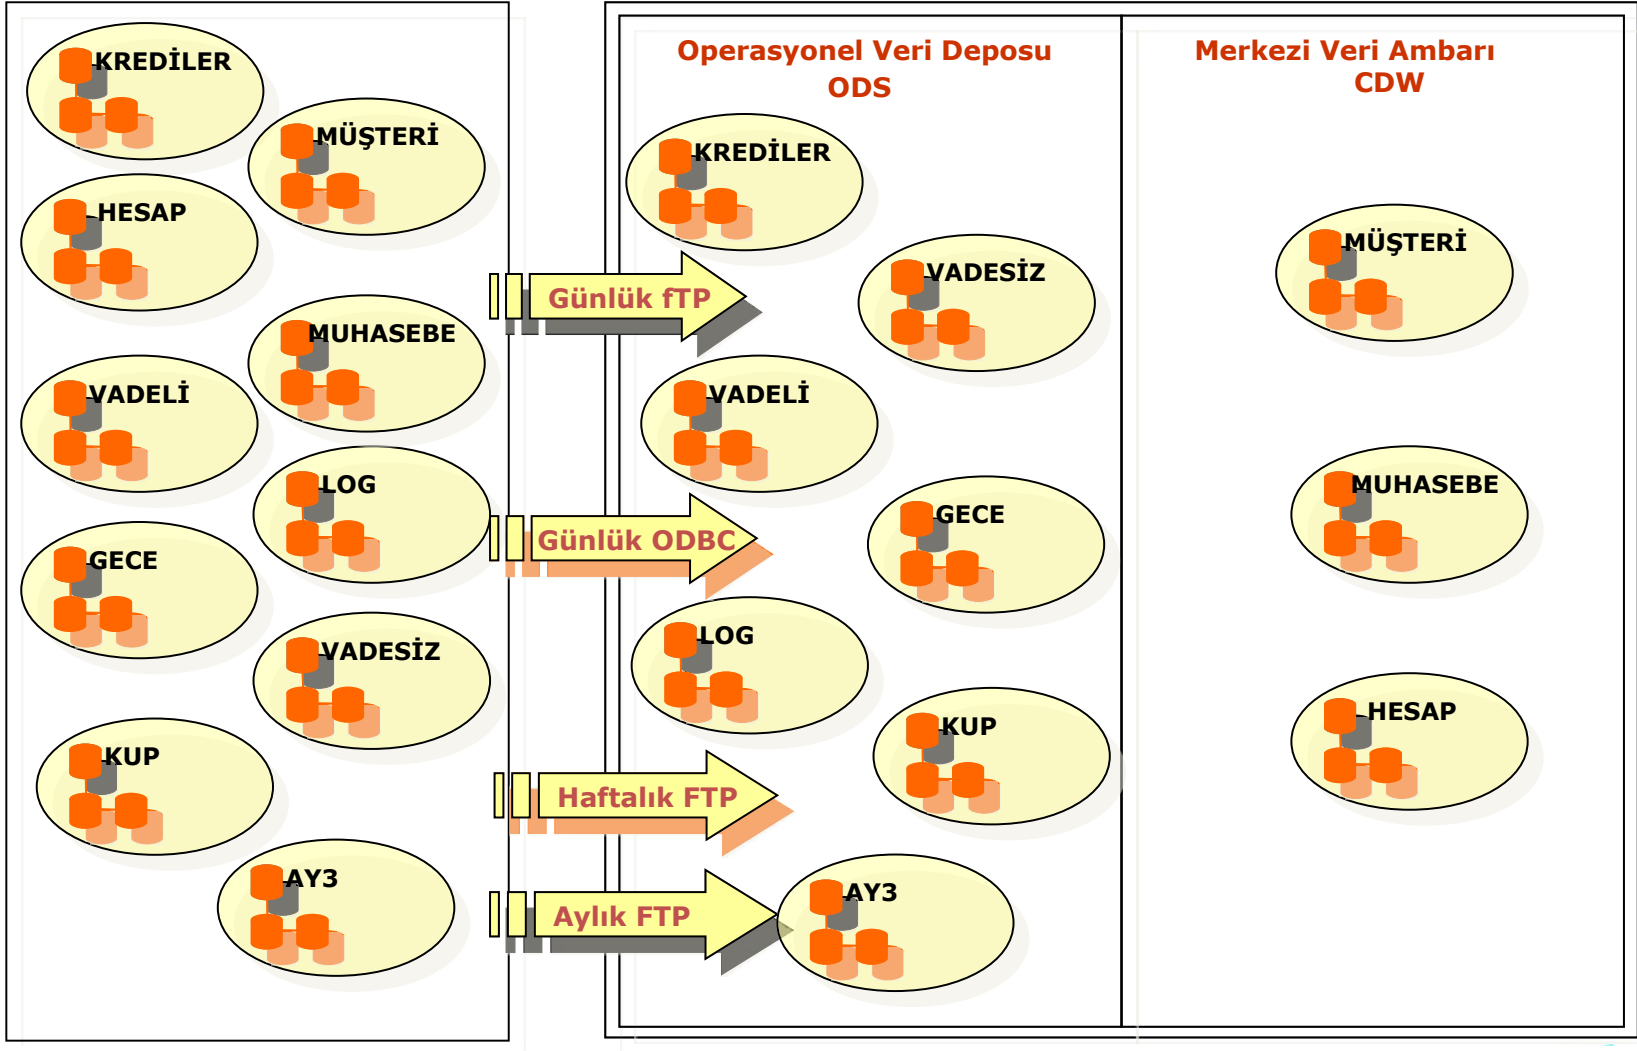 KREDİLER
MÜŞTERİ
HESAP
MUHASEBE
VADELİ
LOG
GECE
VADESİZ
KUP
AY3
Günlük fTP
Günlük ODBC
Haftalık FTP
Aylık FTP
Operasyonel Veri Deposu
ODS
KREDİLER
VADESİZ
VADELİ
GECE
LOG
KUP
AY3
Merkezi Veri Ambarı
CDW
MÜŞTERİ
MUHASEBE
HESAP